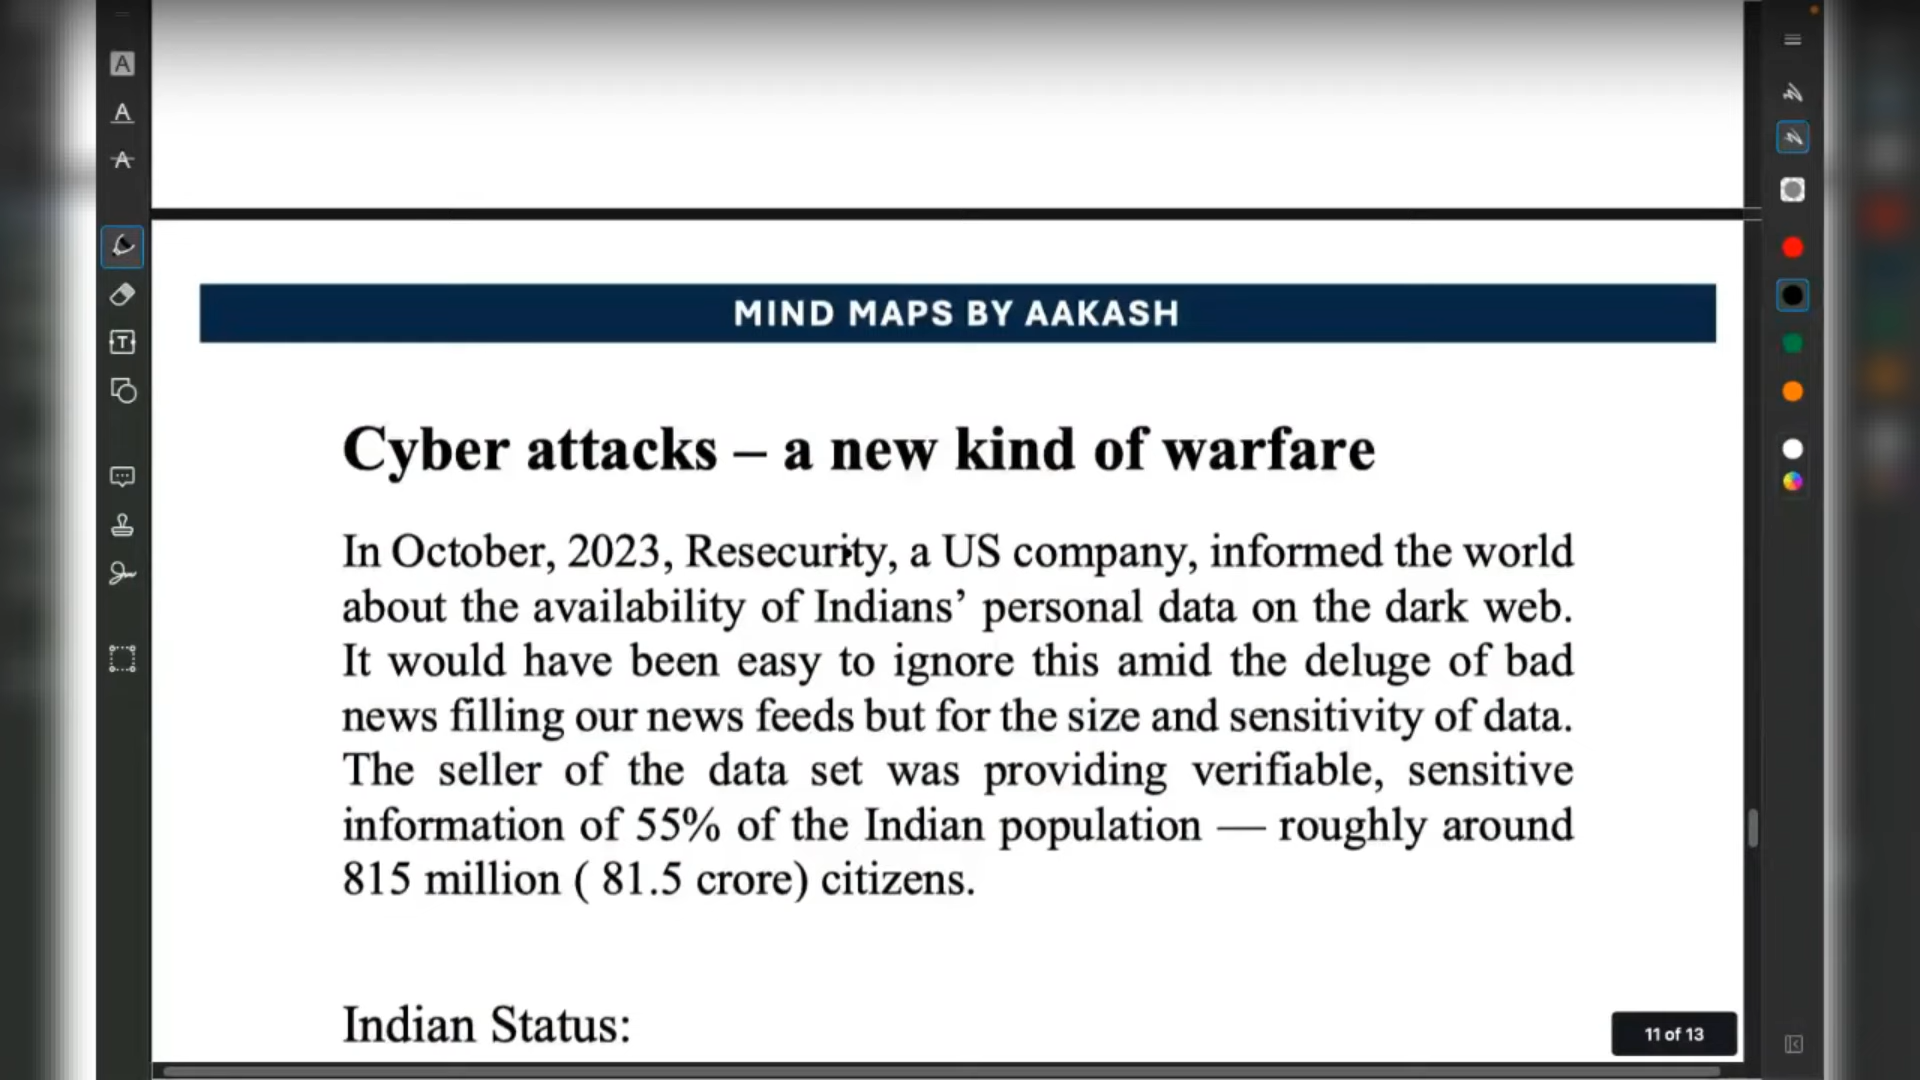 MIND MAPS BY AAKASH
Cyber attacks – a new kind of warfare
In October, 2023, Resecurity, a US company, informed the world
about the availability of Indians’ personal data on the dark web.
It would have been easy to ignore this amid the deluge of bad
news filling our news feeds but for the size and sensitivity of data.
The seller of the data set was providing verifiable, sensitive
information of 55% of the Indian population — roughly around
815 million ( 81.5 crore) citizens.
Indian Status:
11 of 13